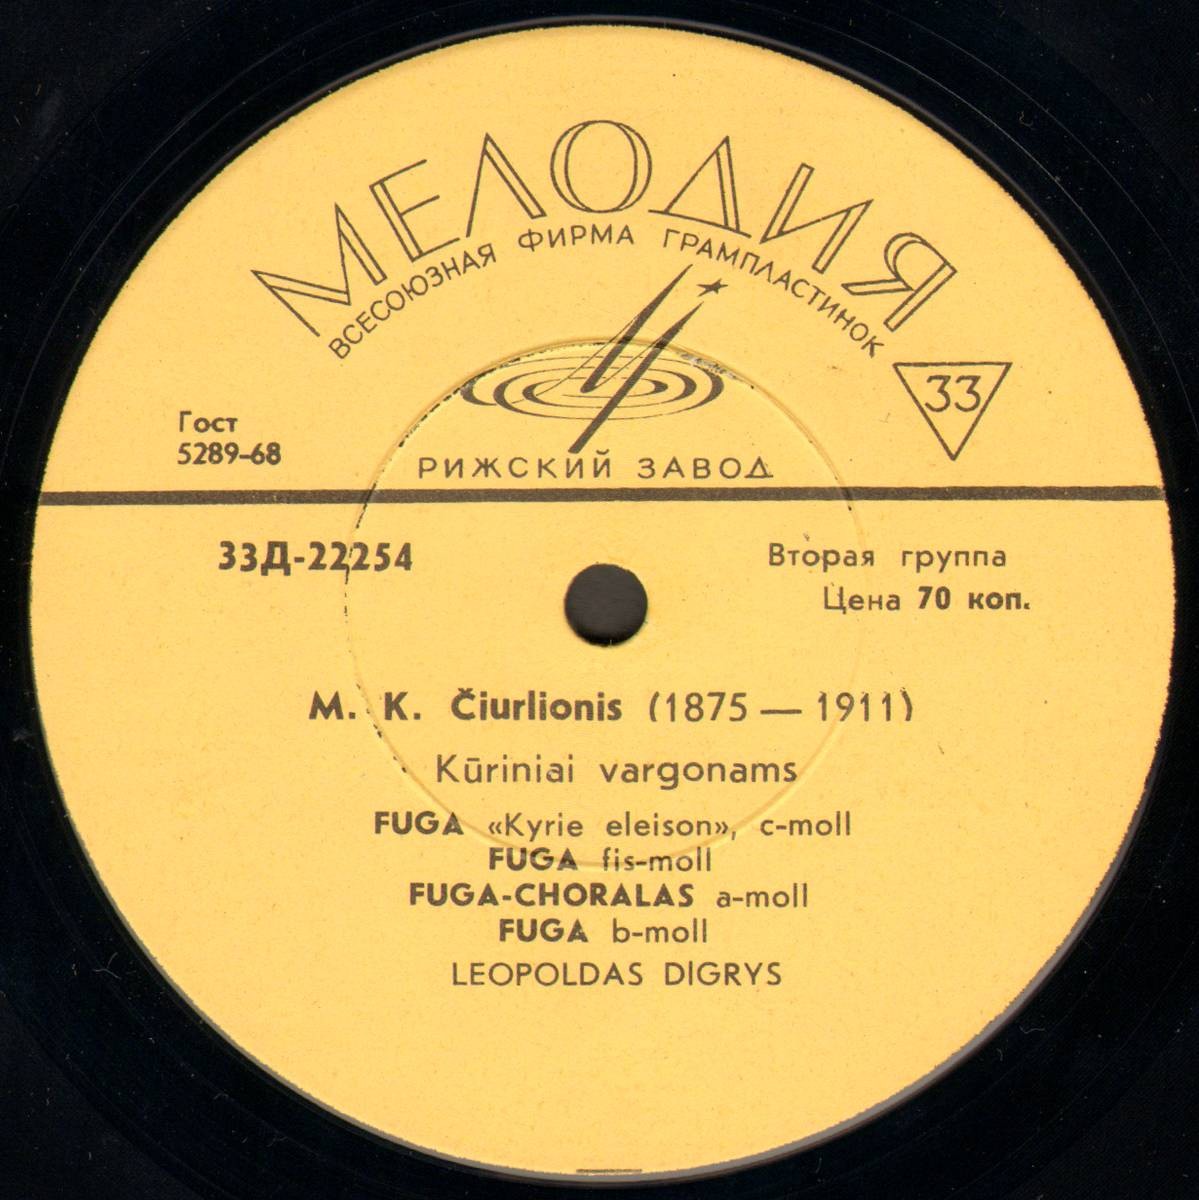 МЕЛОДИЯ
ВСЕСОЮЗНАЯ ФИРМА ГРАМПЛАСТИНОК
33
Гост
5289-68
РИЖСКИЙ ЗАВОД
33Д-22254
Вторая группа
Цена 70 коп.
M. K. Čiurlionis (1875 — 1911)
Kūriniai vargonams
FUGA «Kyrie eleison», c-moll
FUGA fis-moll
FUGA-CHORALAS a-moll
FUGA b-moll
LEOPOLDAS DIGRYS